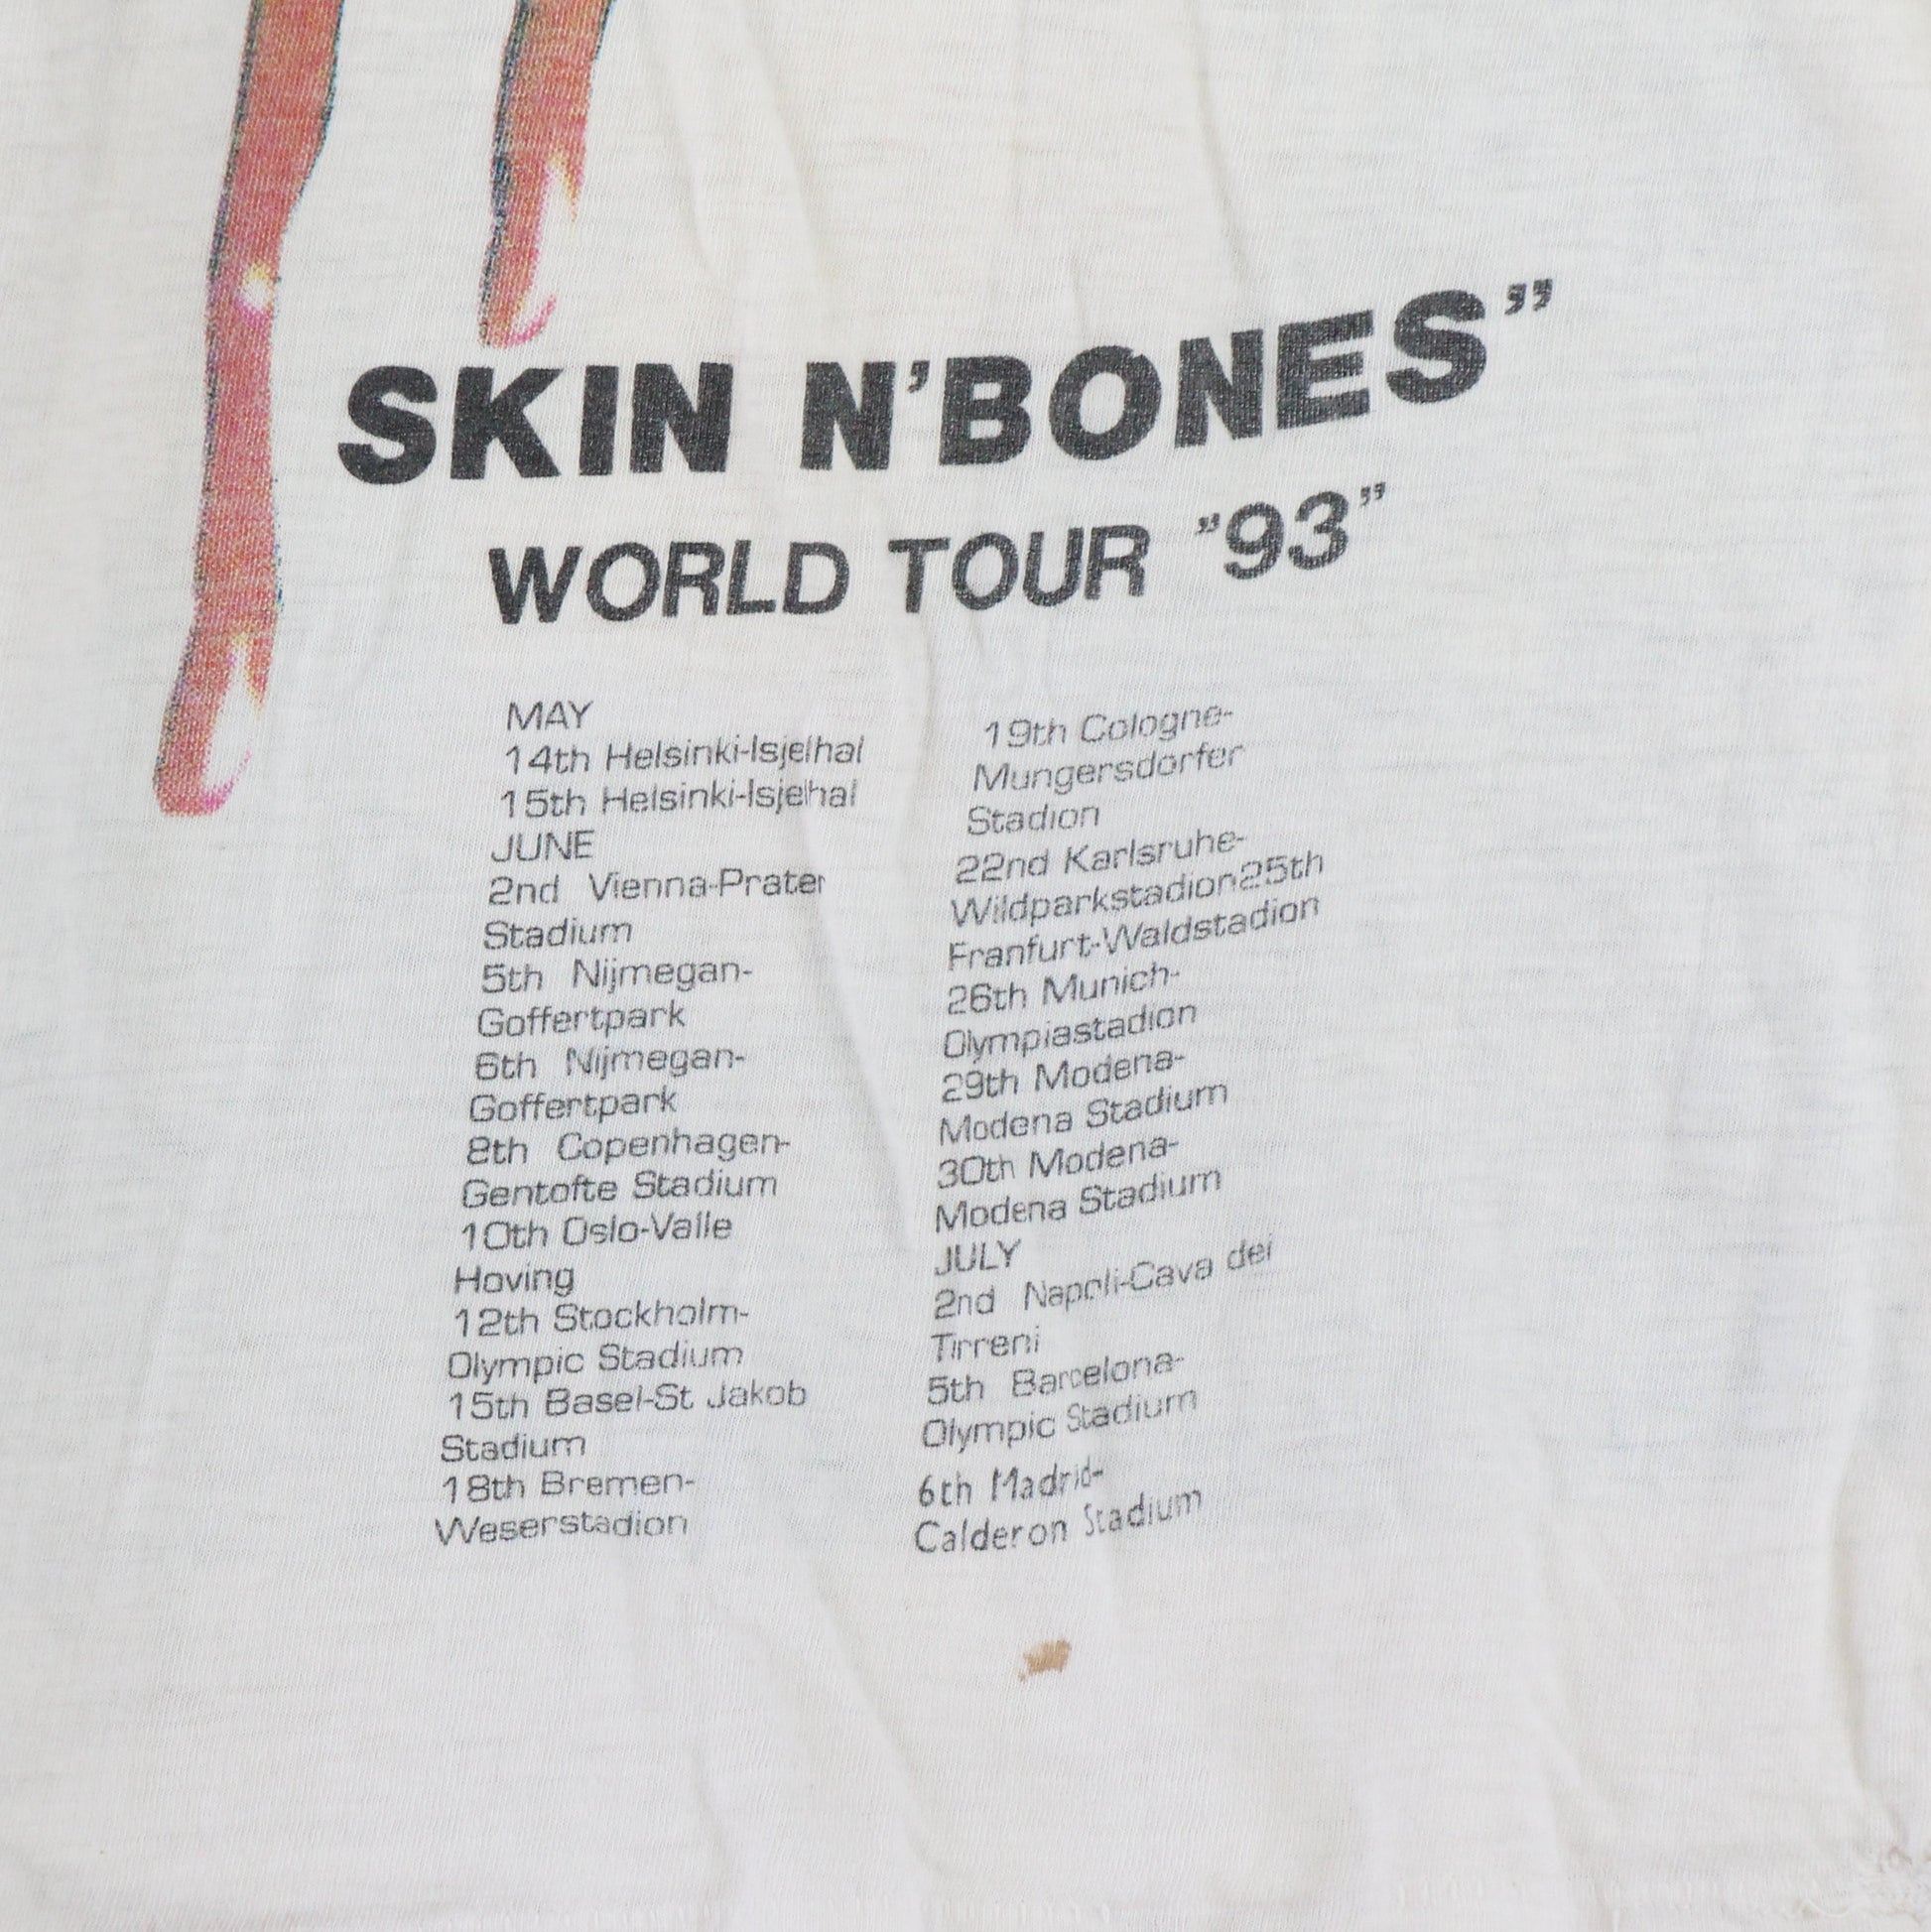 SKIN N'BONES”
WORLD TOUR ”93”
MAY
14th Helsinki-Isjelhal
15th Helsinki-Isjelhal
JUNE
2nd Vienna-Prater
Stadium
5th Nijmegan-
Goffertpark
6th Nijmegan-
Goffertpark
8th Copenhagen-
Gentofte Stadium
10th Oslo-Valle
Hoving
12th Stockholm-
Olympic Stadium
15th Basel-St Jakob
Stadium
18th Bremen-
Weserstadion
19th Cologne-
Mungersdorfer
Stadion
22nd Karlsruhe-
Wildparkstadion25th
Franfurt-Waldstadion
26th Munich-
Olympiastadion
29th Modena-
Modena Stadium
30th Modena-
Modena Stadium
JULY
2nd Napoli-Cava dei
Tirreni
5th Barcelona-
Olympic Stadium
6th Madrid-
Calderon Stadium